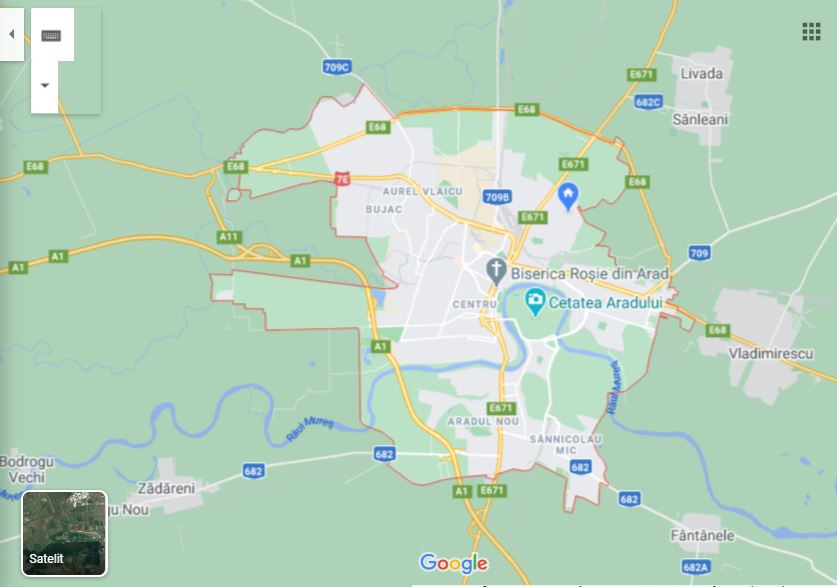 709C
E671
Livada
682C
Sânleani
E68
E68
E68
E68
E671
E68
7E
AUREL VLAICU
709B
BUJAC
E671
A11
709
A1
A1
A1
Biserica Roșie din Arad
CENTRU
Cetatea Aradului
E68
A1
Vladimirescu
Râul Mureș
E671
ARADUL NOU
Râul Mureș
SÂNNICOLAU
MIC
682
Bodrogu
Vechi
682
682
Zădăreni
A1
E671
682
gu Nou
Fântânele
Satelit
Google
682A